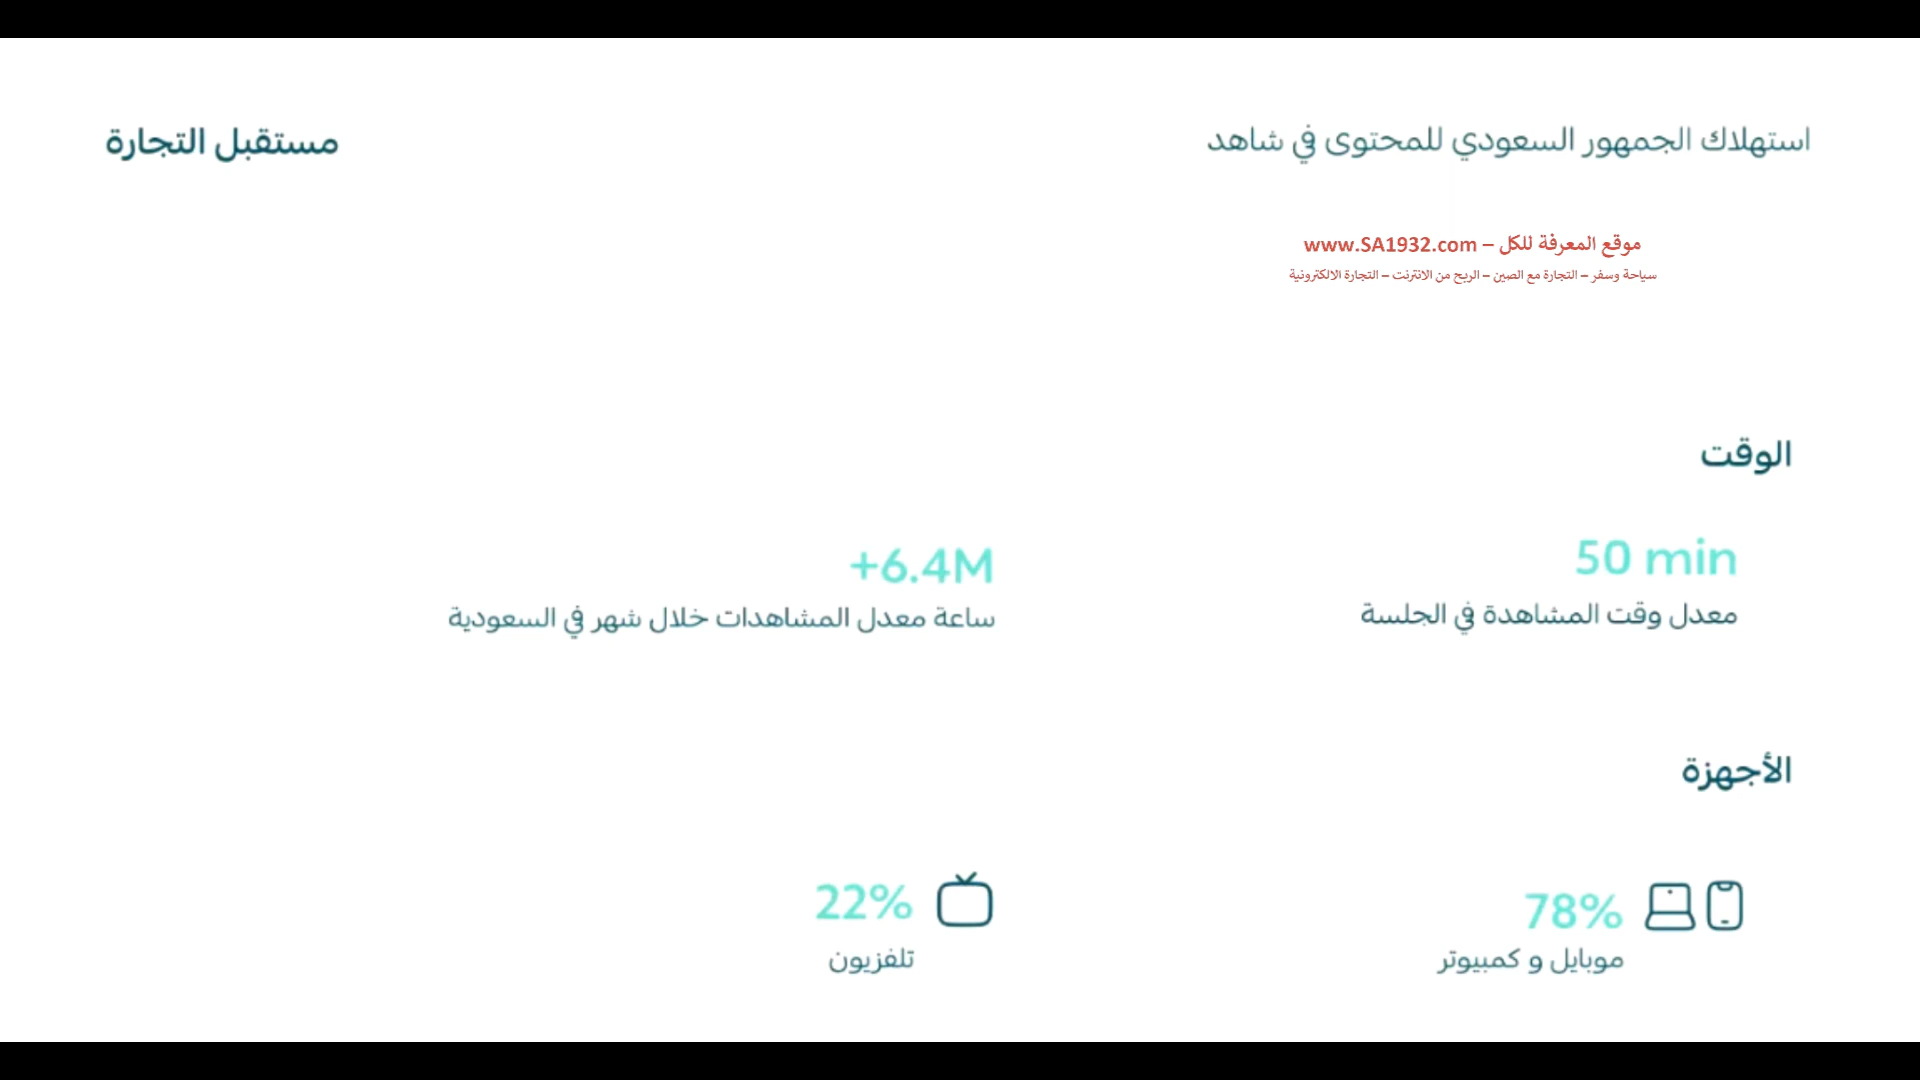 استهلاك الجمهور السعودي للمحتوى في شاهد
مستقبل التجارة
موقع المعرفة للكل – www.SA1932.com
سياحة وسفر – التجارة مع الصين – الربح من الانترنت – التجارة الالكترونية
الوقت
50 min
معدل وقت المشاهدة في الجلسة
+6.4M
ساعة معدل المشاهدات خلال شهر في السعودية
الأجهزة
78%
موبايل و كمبيوتر
22%
تلفزيون